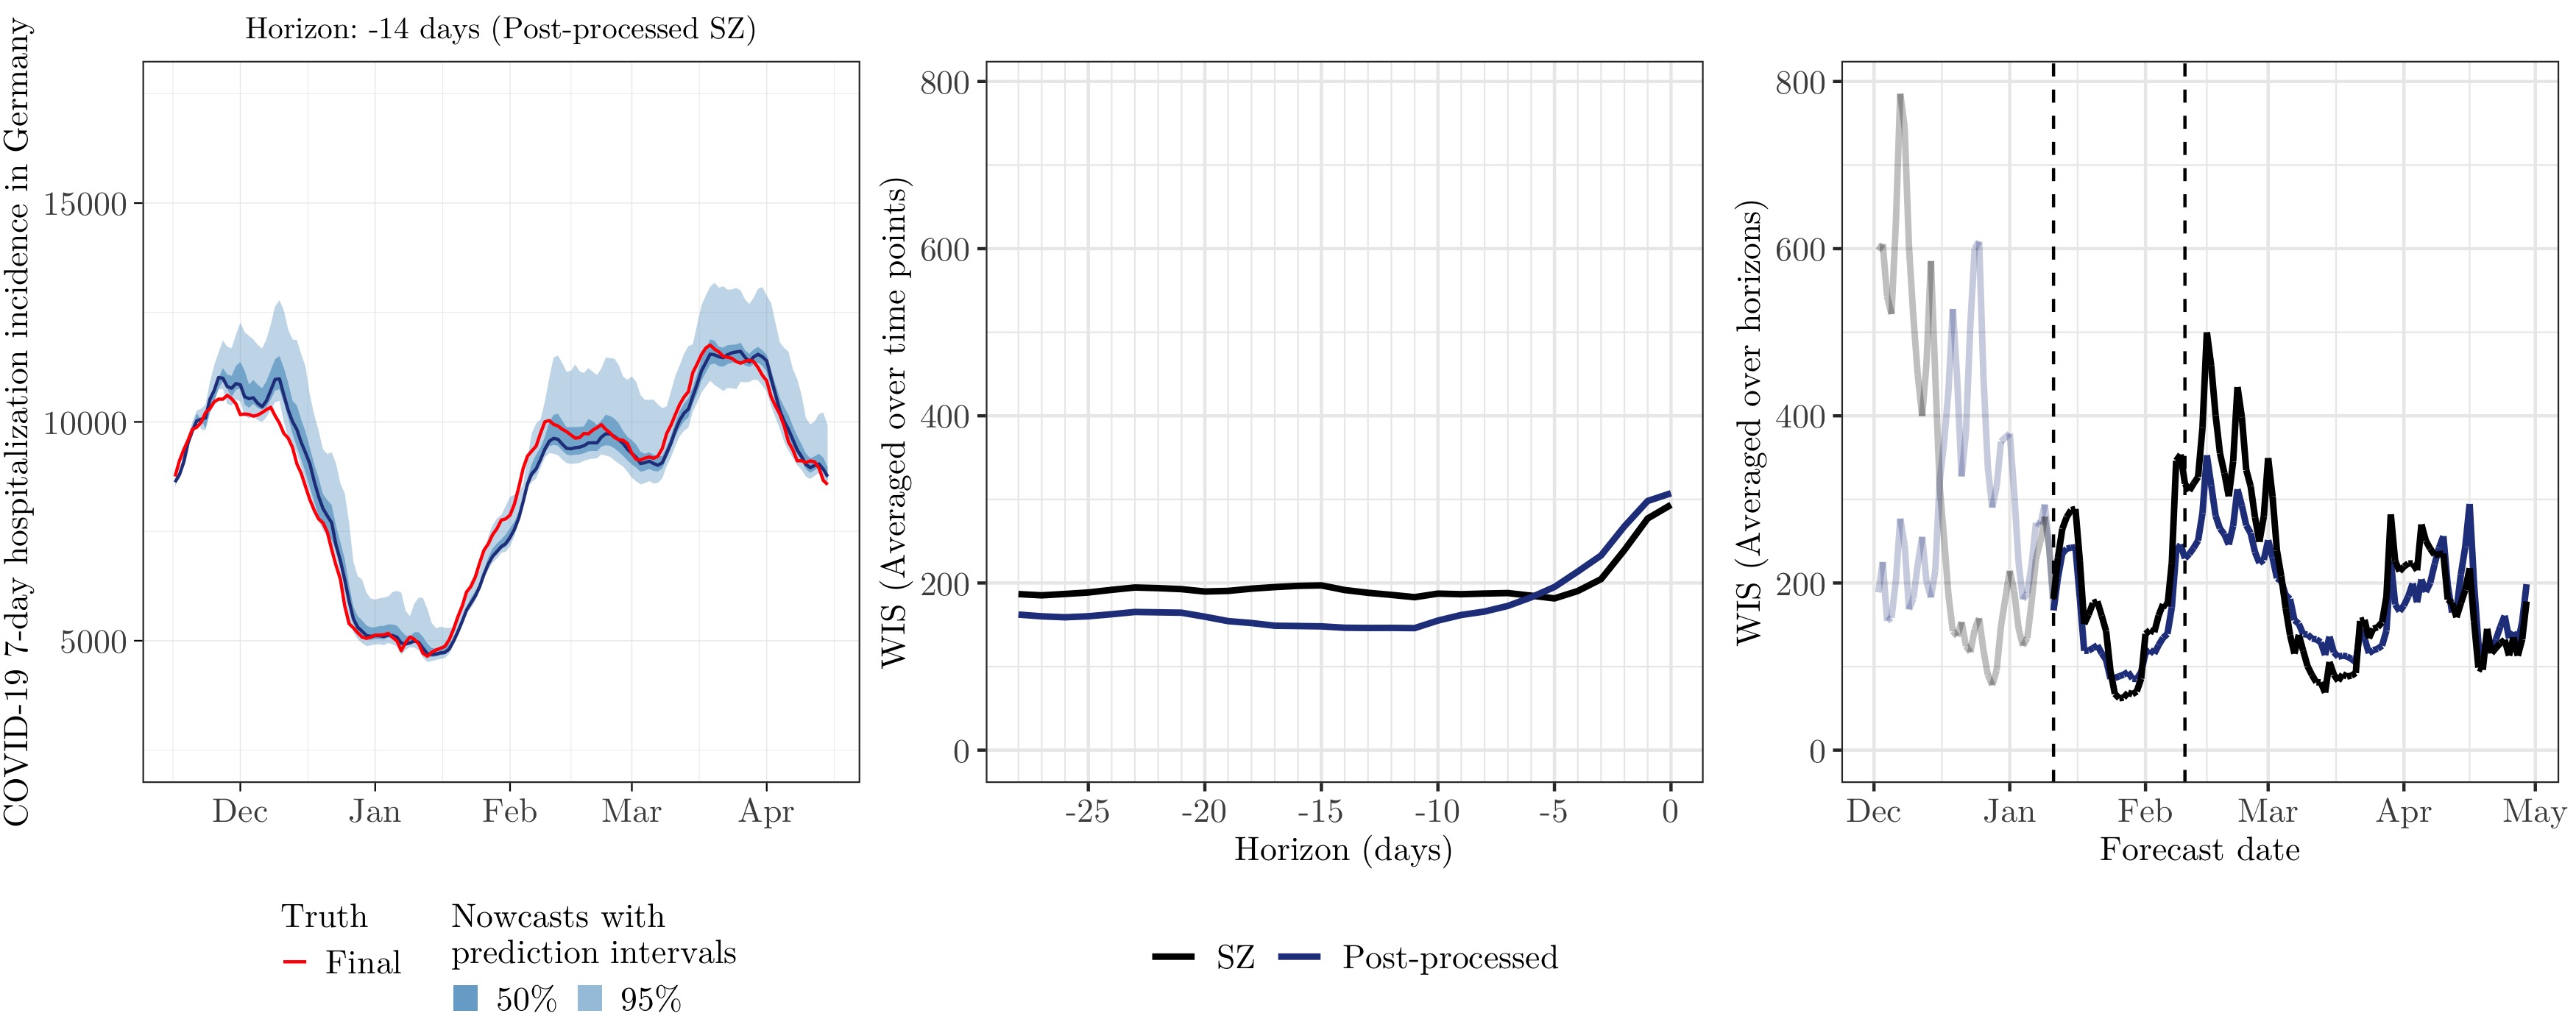 Horizon: -14 days (Post-processed SZ)
COVID-19 7-day hospitalization incidence in Germany
15000
10000
5000
Dec Jan Feb Mar Apr
Truth
Final
Nowcasts with
prediction intervals
50% 95%
WIS (Averaged over time points)
800
600
400
200
0
-25 -20 -15 -10 -5 0
Horizon (days)
SZ Post-processed
WIS (Averaged over horizons)
800
600
400
200
0
Dec Jan Feb Mar Apr May
Forecast date